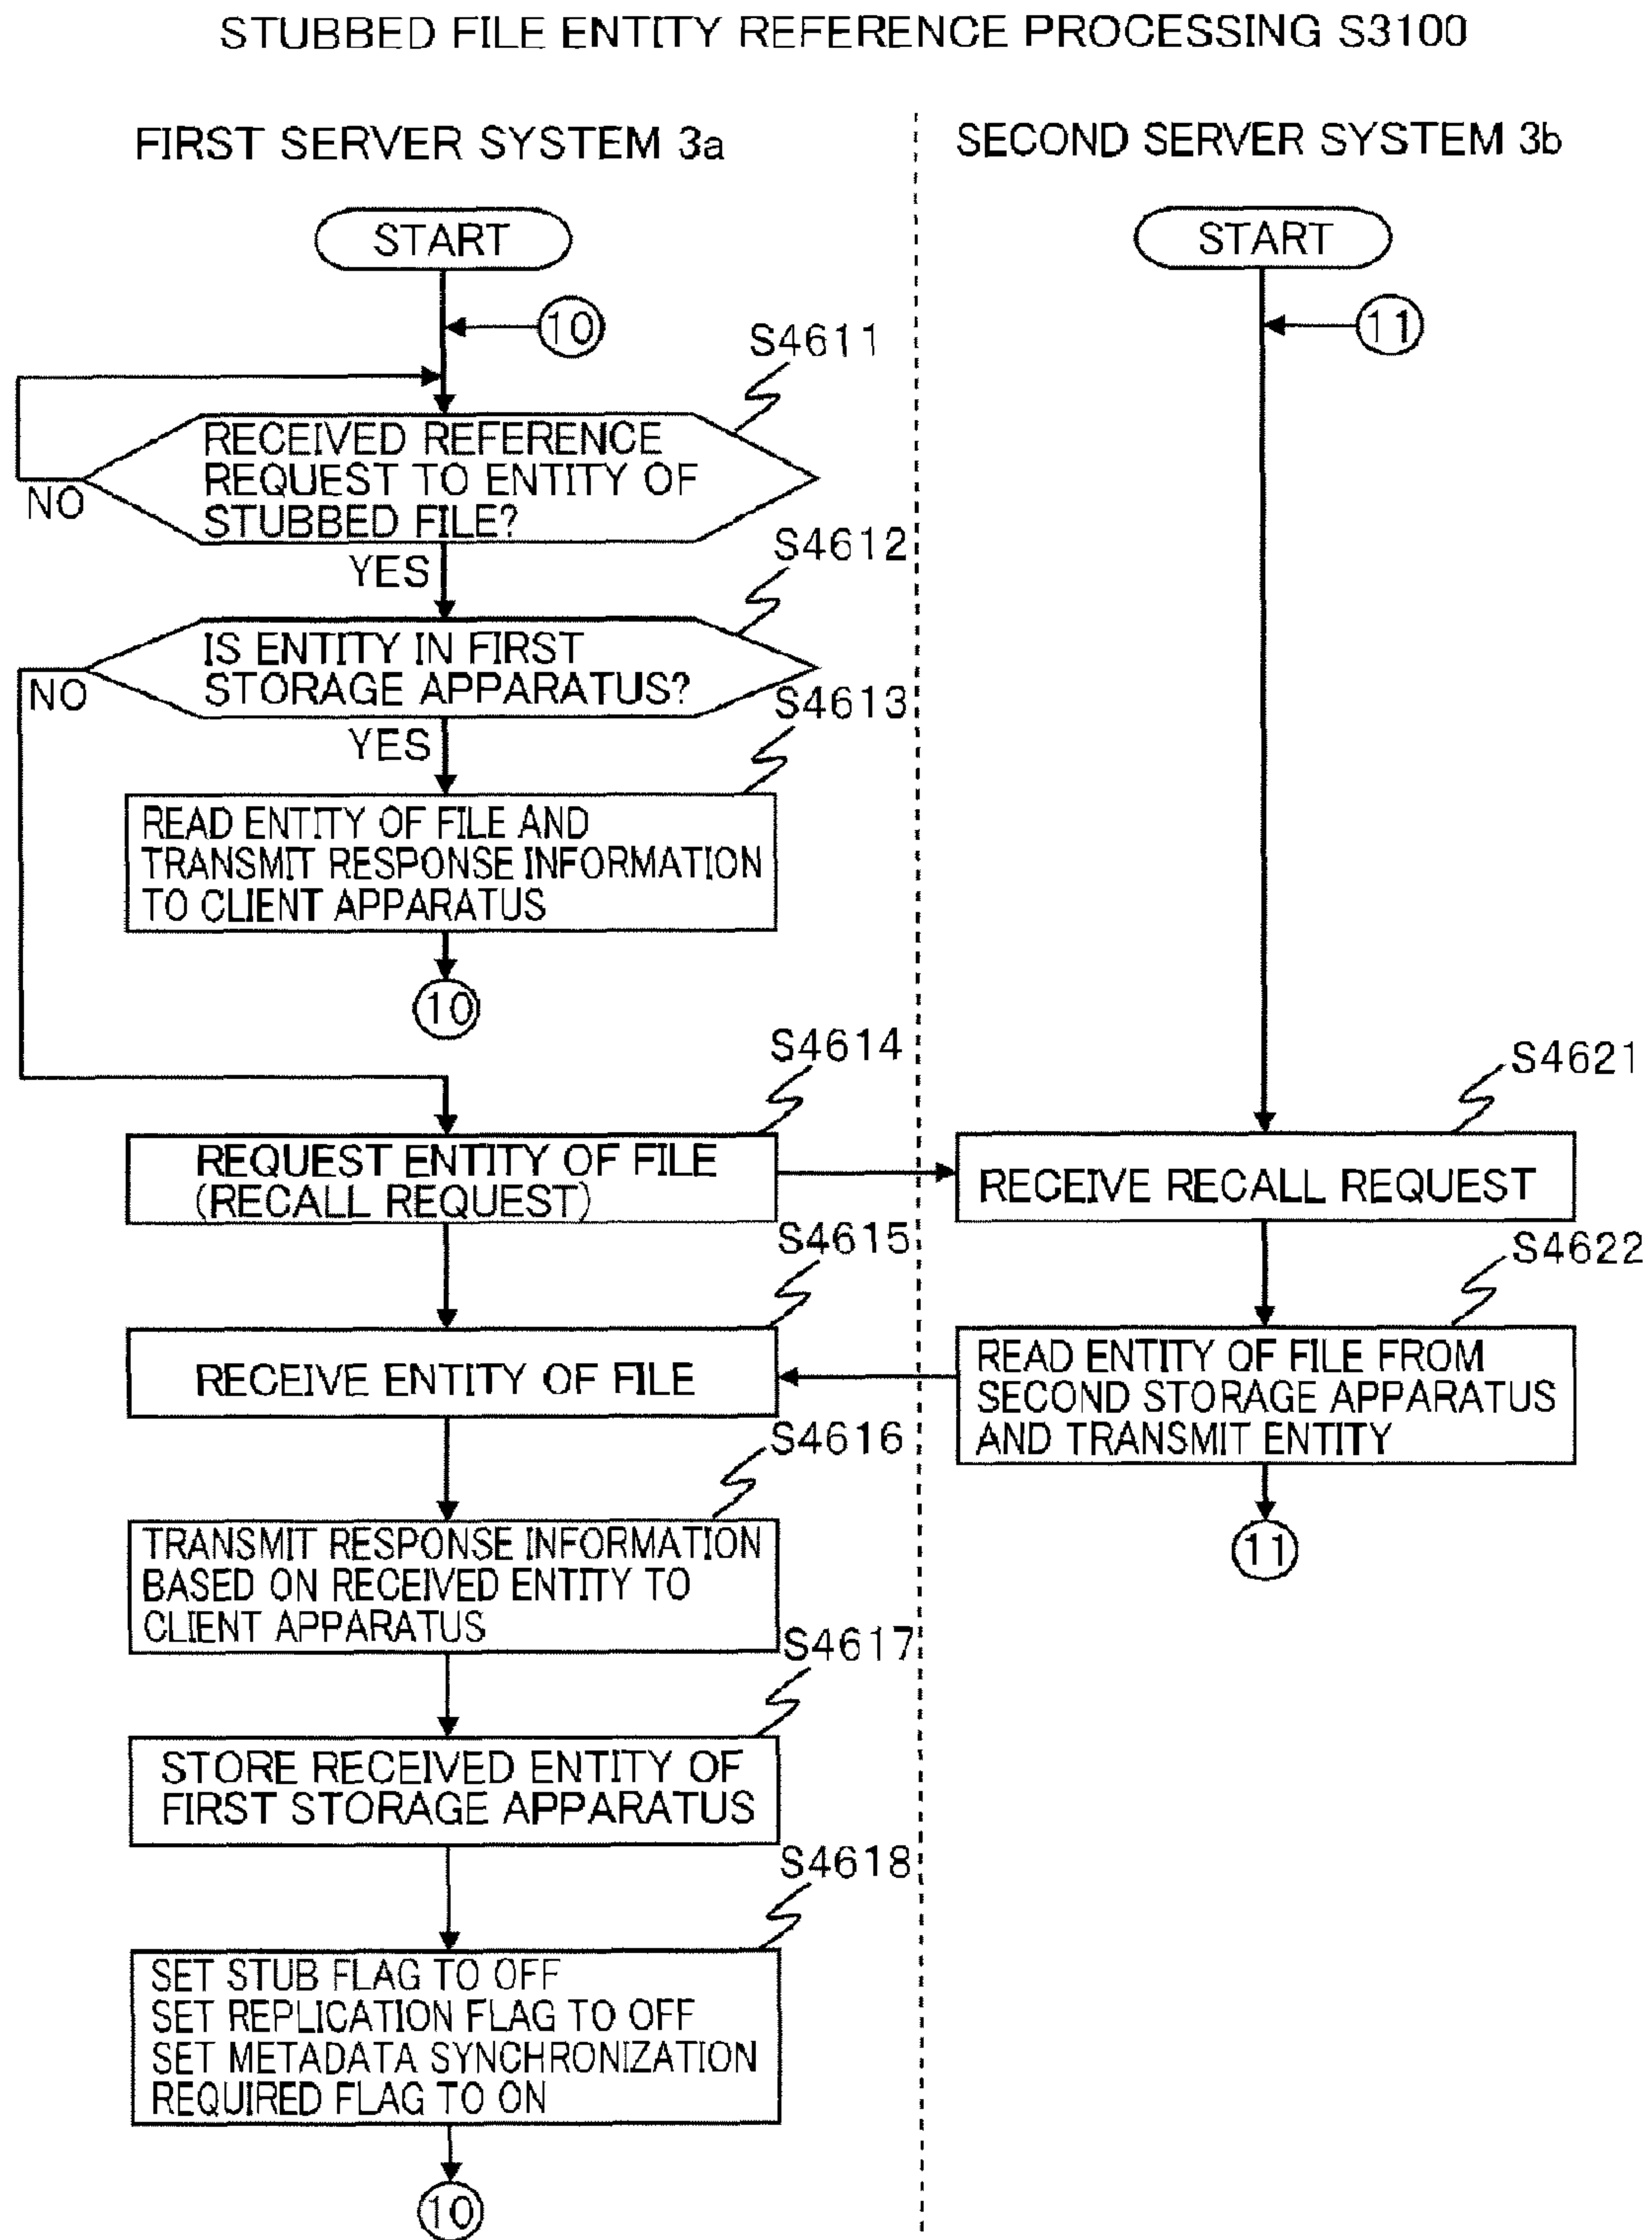 STUBBED FILE ENTITY REFERENCE PROCESSING S3100
FIRST SERVER SYSTEM 3a
SECOND SERVER SYSTEM 3b
START
START
10
11
S4611
RECEIVED REFERENCE
REQUEST TO ENTITY OF
STUBBED FILE?
NO
YES
S4612
IS ENTITY IN FIRST
STORAGE APPARATUS?
NO
YES
S4613
READ ENTITY OF FILE AND
TRANSMIT RESPONSE INFORMATION
TO CLIENT APPARATUS
10
S4614
REQUEST ENTITY OF FILE
(RECALL REQUEST)
S4621
RECEIVE RECALL REQUEST
S4615
RECEIVE ENTITY OF FILE
S4622
READ ENTITY OF FILE FROM
SECOND STORAGE APPARATUS
AND TRANSMIT ENTITY
11
S4616
TRANSMIT RESPONSE INFORMATION
BASED ON RECEIVED ENTITY TO
CLIENT APPARATUS
S4617
STORE RECEIVED ENTITY OF
FIRST STORAGE APPARATUS
S4618
SET STUB FLAG TO OFF
SET REPLICATION FLAG TO OFF
SET METADATA SYNCHRONIZATION
REQUIRED FLAG TO ON
10